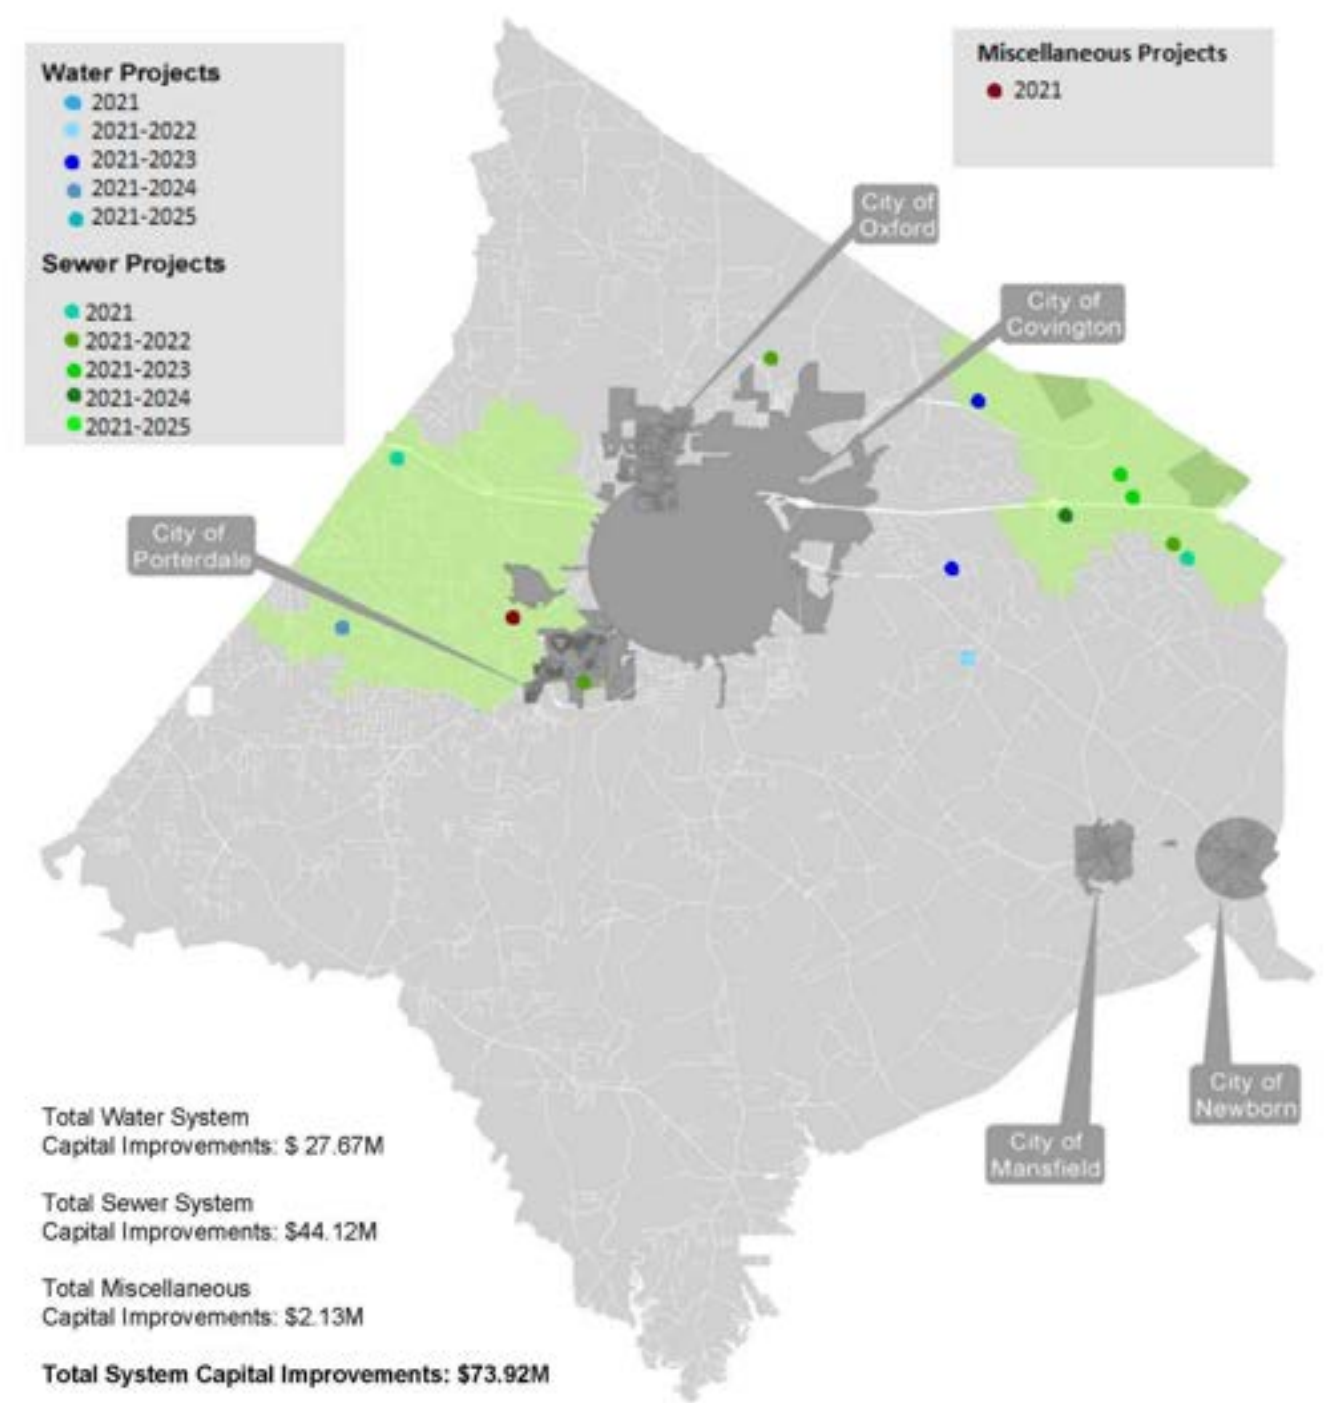 Water Projects
2021
2021-2022
2021-2023
2021-2024
2021-2025
Sewer Projects
2021
2021-2022
2021-2023
2021-2024
2021-2025
Miscellaneous Projects
2021
City of
Oxford
City of
Covington
City of
Porterdale
City of
Newborn
City of
Mansfield
Total Water System
Capital Improvements: $ 27.67M
Total Sewer System
Capital Improvements: $44.12M
Total Miscellaneous
Capital Improvements: $2.13M
Total System Capital Improvements: $73.92M